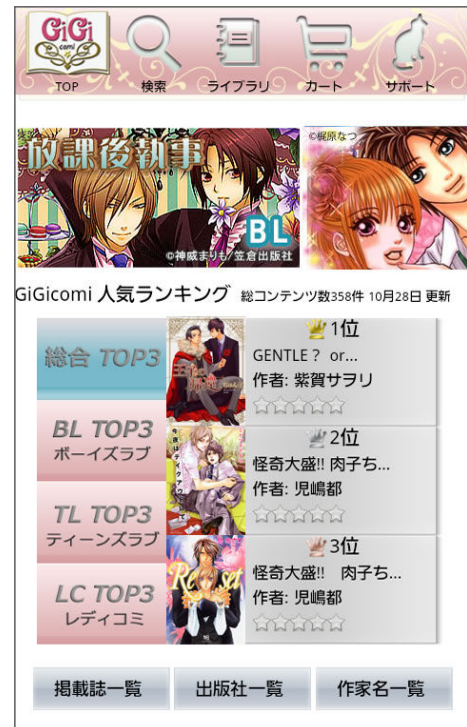 GiGi
comi
TOP
検索
ライブラリ
カート
サポート
放課後執事
BL
©神威まりも/笠倉出版社
©梶原なつ
GiGicomi 人気ランキング 総コンテンツ数358件 10月28日 更新
総合 TOP3
BL TOP3
ボーイズラブ
TL TOP3
ティーンズラブ
LC TOP3
レディコミ
1位
GENTLE? or...
作者: 紫賀サヲリ
2位
怪奇大盛!! 肉子ち...
作者: 児嶋都
3位
怪奇大盛!! 肉子ち...
作者: 児嶋都
Reset
掲載誌一覧
出版社一覧
作家名一覧